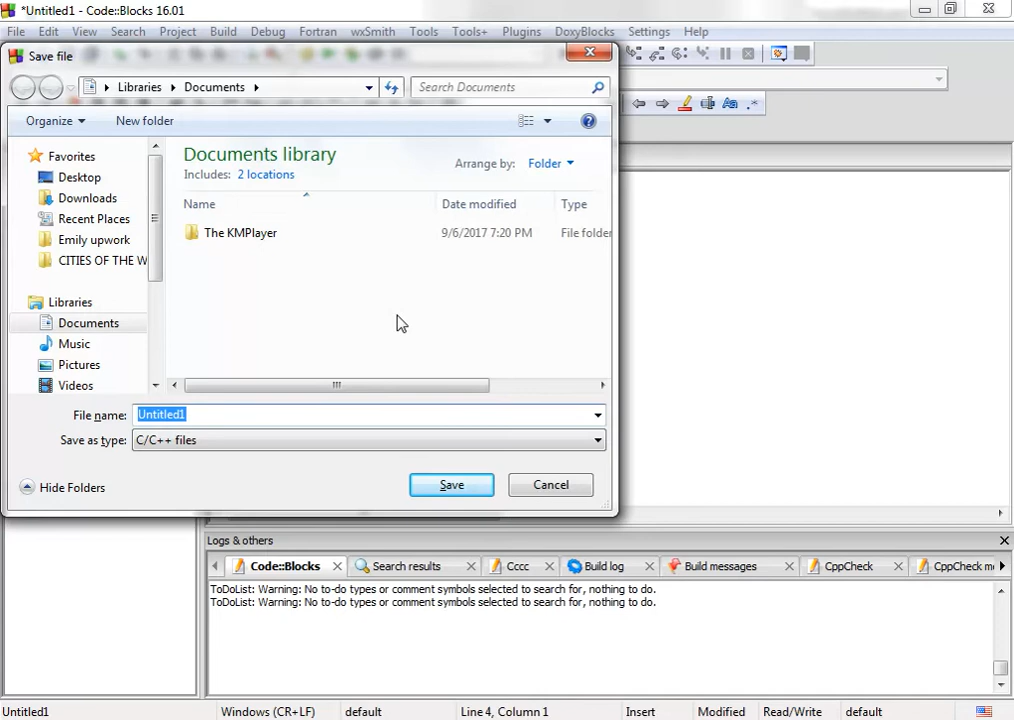 *Untitled1 - Code::Blocks 16.01
File Edit View Search Project Build Debug Fortran wxSmith Tools Tools+ Plugins DoxyBlocks Settings Help
Save file
Libraries Documents
Search Documents
Organize New folder
Favorites
Desktop
Downloads
Recent Places
Emily upwork
CITIES OF THE W
Libraries
Documents
Music
Pictures
Videos
Documents library
Includes: 2 locations
Arrange by: Folder
Name Date modified Type
The KMPlayer 9/6/2017 7:20 PM File folder
File name: Untitled1
Save as type: C/C++ files
Hide Folders
Save Cancel
Aa .*
Logs & others
Code::Blocks Search results Cccc Build log Build messages CppCheck CppCheck me
ToDoList: Warning: No to-do types or comment symbols selected to search for, nothing to do.
ToDoList: Warning: No to-do types or comment symbols selected to search for, nothing to do.
Untitled1 Windows (CR+LF) default Line 4, Column 1 Insert Modified Read/Write default